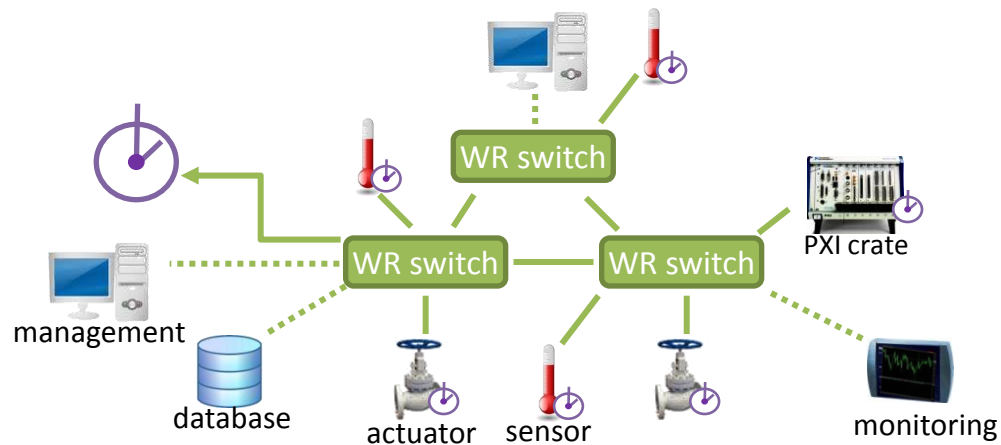 WR switch
WR switch
WR switch
PXI crate
management
database
actuator
sensor
monitoring